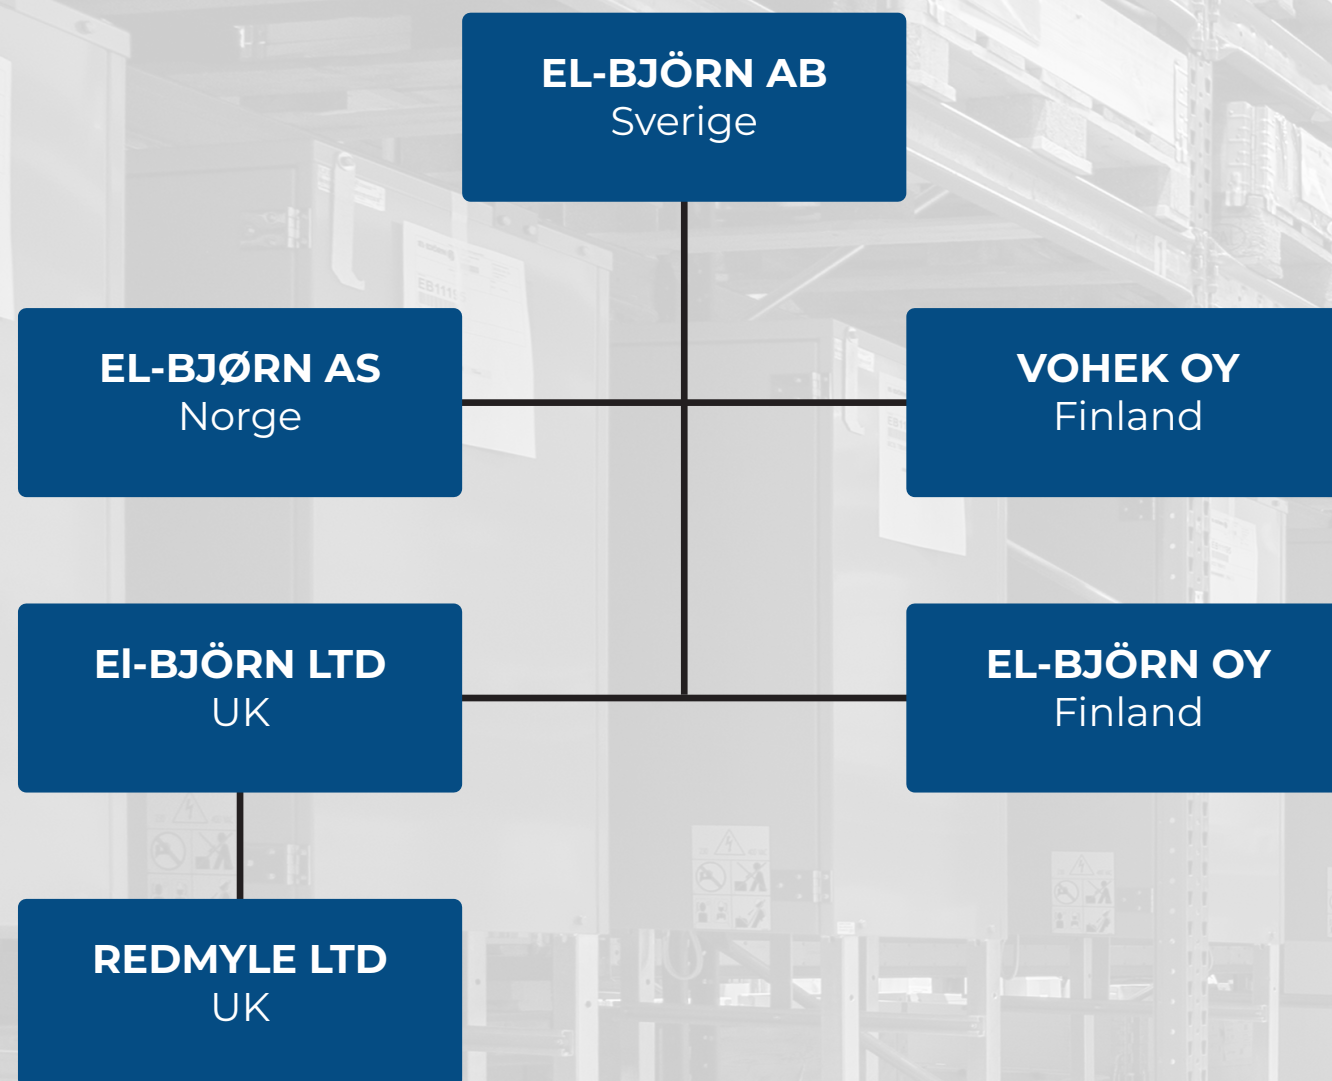 EL-BJÖRN AB
Sverige
EL-BJØRN AS
Norge
VOHEK OY
Finland
El-BJÖRN LTD
UK
EL-BJÖRN OY
Finland
REDMYLE LTD
UK
EB1111